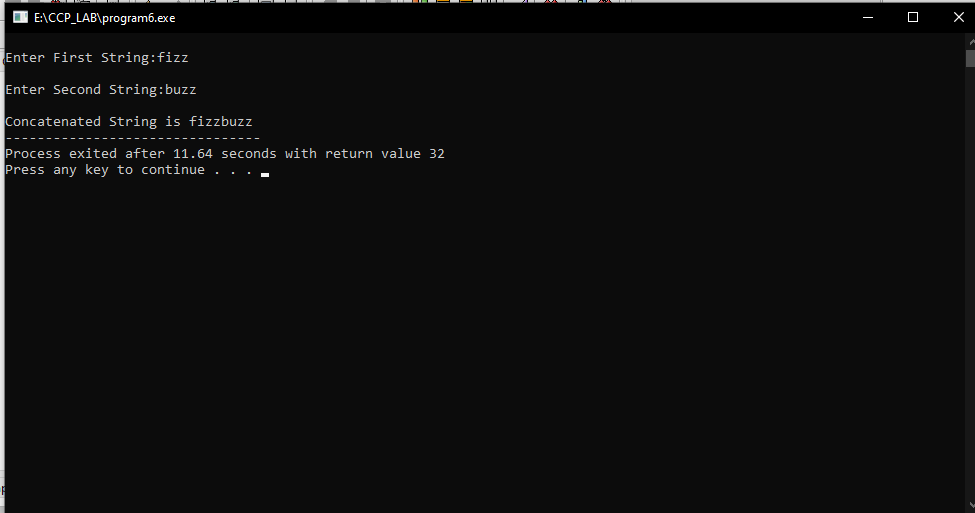 E:\CCP_LAB\program6.exe
Enter First String:fizz
Enter Second String:buzz
Concatenated String is fizzbuzz
--------------------------------
Process exited after 11.64 seconds with return value 32
Press any key to continue . . .